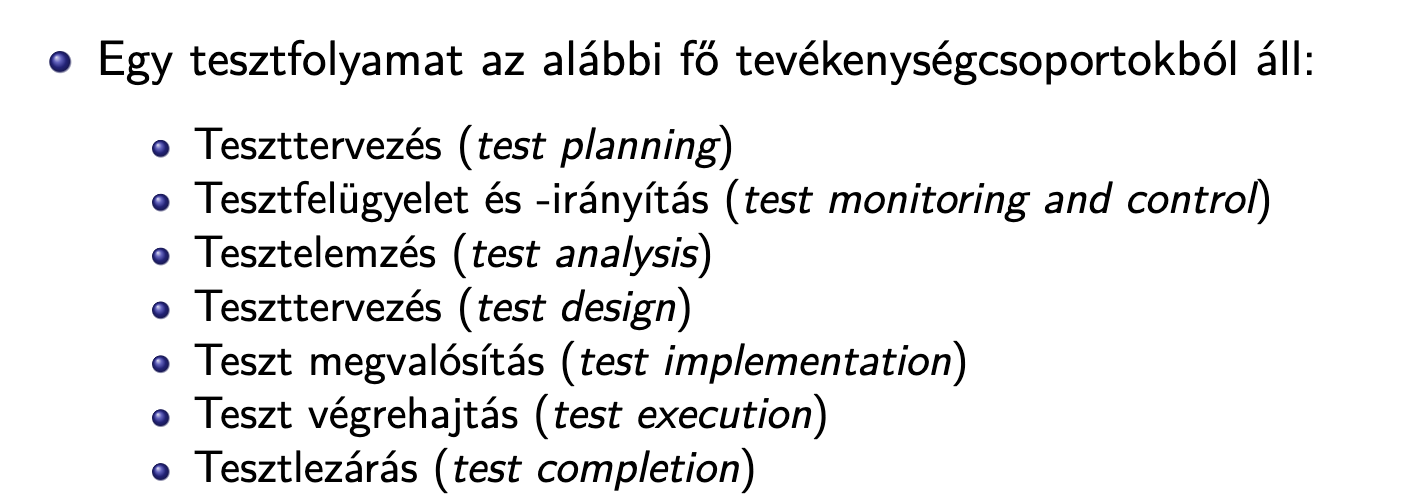 Egy tesztfolyamat az alábbi fő tevékenységcsoportokból áll:
Teszttervezés (test planning)
Tesztfelügyelet és -irányítás (test monitoring and control)
Tesztelemzés (test analysis)
Teszttervezés (test design)
Teszt megvalósítás (test implementation)
Teszt végrehajtás (test execution)
Tesztlezárás (test completion)